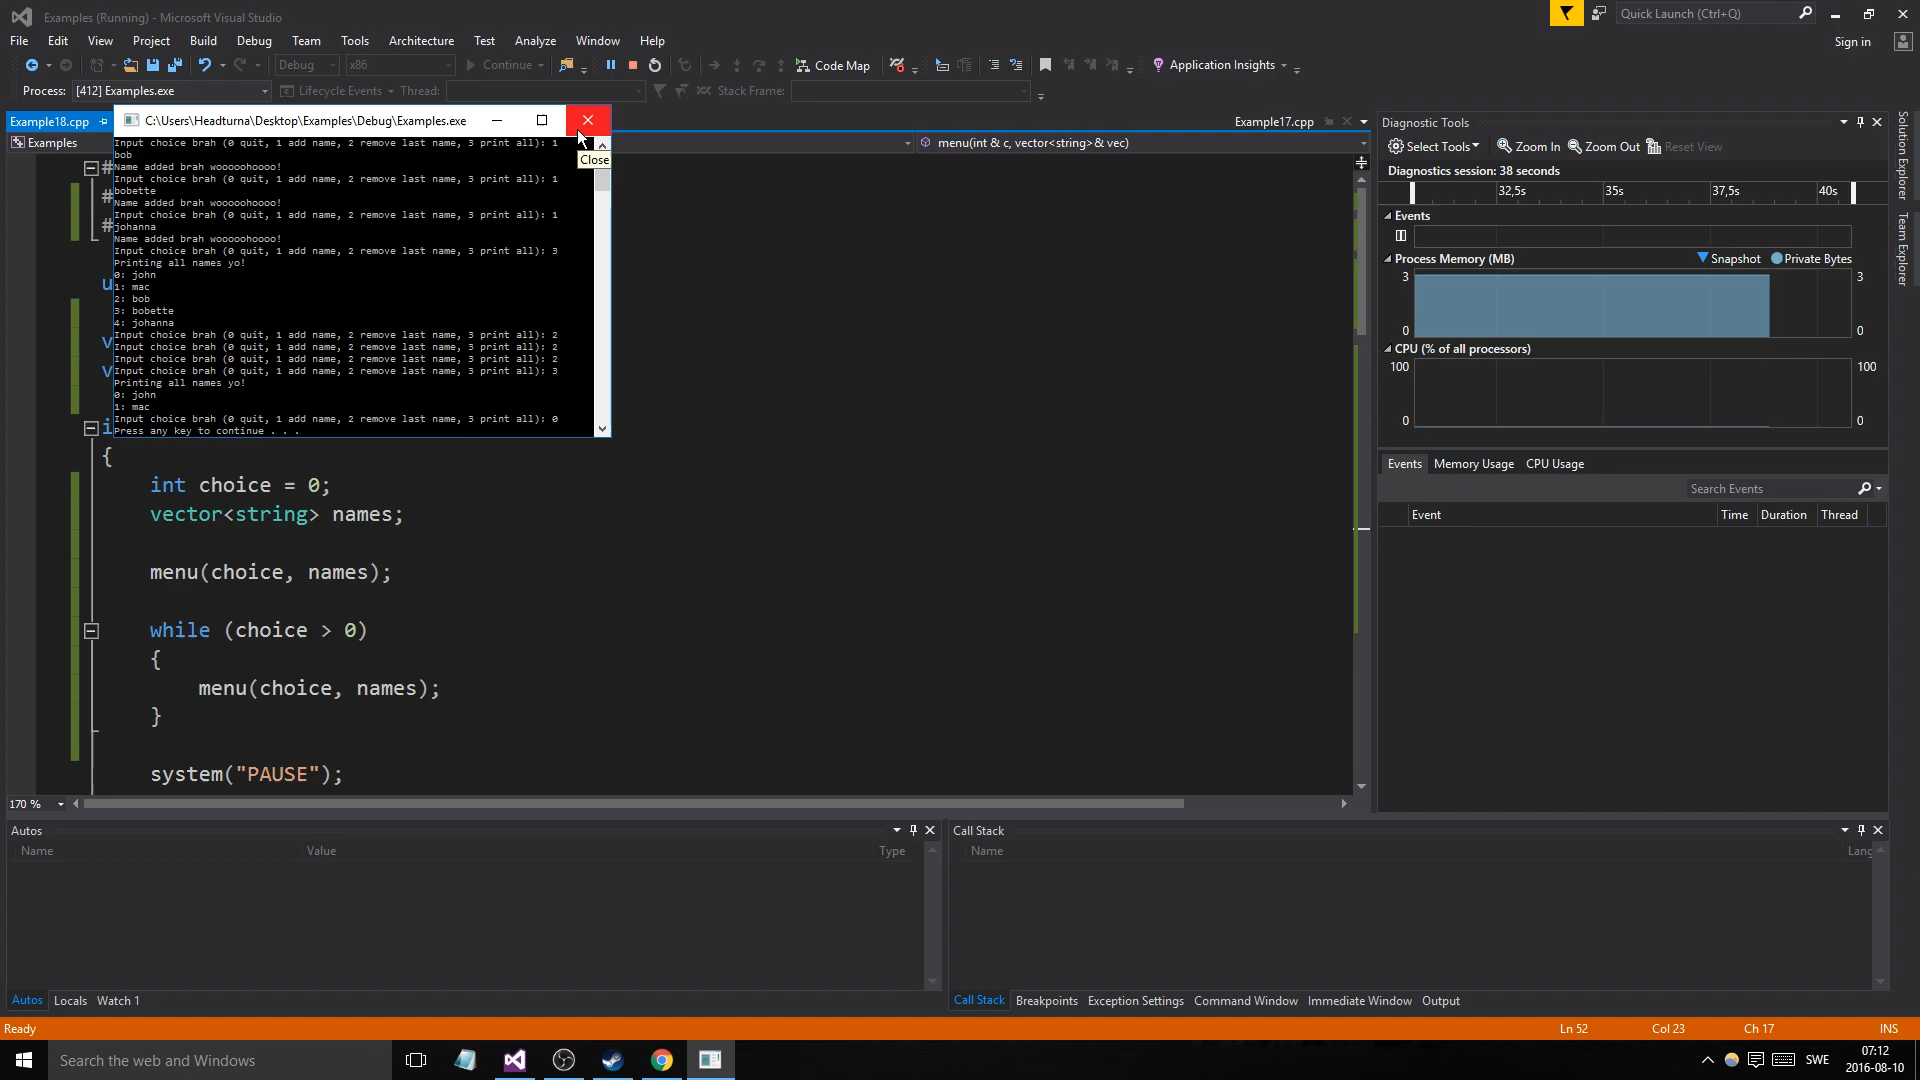 Examples (Running) - Microsoft Visual Studio
Quick Launch (Ctrl+Q)
File Edit View Project Build Debug Team Tools Architecture Test Analyze Window Help
Sign in
Debug x86 Continue Code Map Application Insights
Process: [412] Examples.exe Lifecycle Events Thread: Stack Frame:
Example18.cpp
C:\Users\Headturna\Desktop\Examples\Debug\Examples.exe
Example17.cpp
Examples
menu(int & c, vector<string> & vec)
Close
Input choice brah (0 quit, 1 add name, 2 remove last name, 3 print all): 1
bob
Name added brah wooooohoooo!
Input choice brah (0 quit, 1 add name, 2 remove last name, 3 print all): 1
bobette
Name added brah wooooohoooo!
Input choice brah (0 quit, 1 add name, 2 remove last name, 3 print all): 1
johanna
Name added brah wooooohoooo!
Input choice brah (0 quit, 1 add name, 2 remove last name, 3 print all): 3
Printing all names yo!
0: john
1: mac
2: bob
3: bobette
4: johanna
Input choice brah (0 quit, 1 add name, 2 remove last name, 3 print all): 2
Input choice brah (0 quit, 1 add name, 2 remove last name, 3 print all): 2
Input choice brah (0 quit, 1 add name, 2 remove last name, 3 print all): 2
Input choice brah (0 quit, 1 add name, 2 remove last name, 3 print all): 3
Printing all names yo!
0: john
1: mac
Input choice brah (0 quit, 1 add name, 2 remove last name, 3 print all): 0
Press any key to continue . . .
#
#
#
u
v
v
i
{
int choice = 0;
vector<string> names;
menu(choice, names);
while (choice > 0)
{
menu(choice, names);
}
system("PAUSE");
170 %
Diagnostic Tools
Select Tools Zoom In Zoom Out Reset View
Diagnostics session: 38 seconds
32,5s 35s 37,5s 40s
Events
Process Memory (MB) Snapshot Private Bytes
3 3
0 0
CPU (% of all processors)
100 100
0 0
Events Memory Usage CPU Usage
Search Events
Event Time Duration Thread
Solution Explorer
Team Explorer
Autos
Name Value Type
Autos Locals Watch 1
Call Stack
Name Lang
Call Stack Breakpoints Exception Settings Command Window Immediate Window Output
Ready Ln 52 Col 23 Ch 17 INS
Search the web and Windows
SWE
07:12
2016-08-10